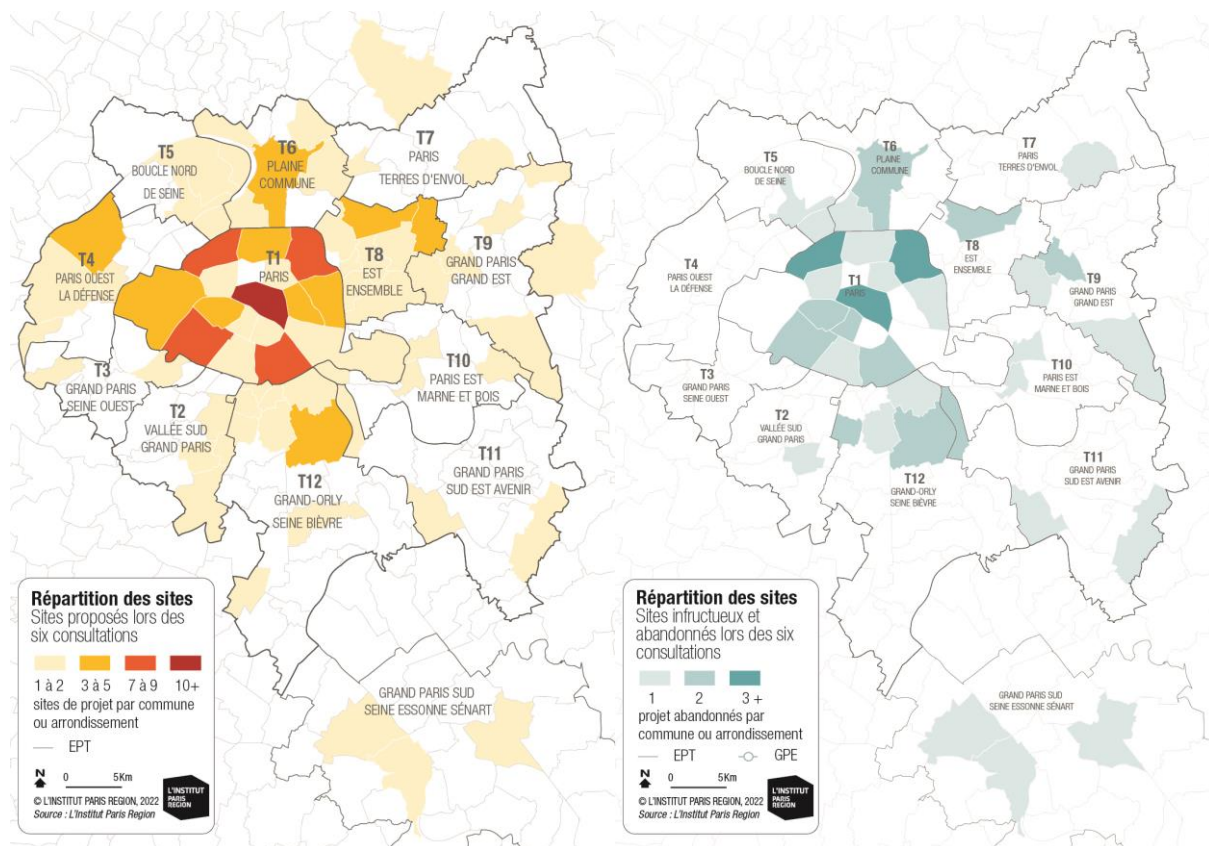 T5
BOUCLE NORD
DE SEINE
T6
PLAINE
COMMUNE
T7
PARIS
TERRES D'ENVOL
T4
PARIS OUEST
LA DÉFENSE
T1
PARIS
T8
EST
ENSEMBLE
T9
GRAND PARIS
GRAND EST
T3
GRAND PARIS
SEINE OUEST
T2
VALLÉE SUD
GRAND PARIS
T10
PARIS EST
MARNE ET BOIS
T11
GRAND PARIS
SUD EST AVENIR
T12
GRAND-ORLY
SEINE BIÈVRE
GRAND PARIS SUD
SEINE ESSONNE SÉNART
Répartition des sites
Sites proposés lors des
six consultations
1 à 2 3 à 5 7 à 9 10+
sites de projet par commune
ou arrondissement
EPT
N 0 5Km
© L'INSTITUT PARIS REGION, 2022
Source : L'Institut Paris Region
L'INSTITUT
PARIS
REGION
T5
BOUCLE NORD
DE SEINE
T6
PLAINE
COMMUNE
T7
PARIS
TERRES D'ENVOL
T4
PARIS OUEST
LA DÉFENSE
T1
PARIS
T8
EST
ENSEMBLE
T9
GRAND PARIS
GRAND EST
T3
GRAND PARIS
SEINE OUEST
T2
VALLÉE SUD
GRAND PARIS
T10
PARIS EST
MARNE ET BOIS
T11
GRAND PARIS
SUD EST AVENIR
T12
GRAND-ORLY
SEINE BIÈVRE
GRAND PARIS SUD
SEINE ESSONNE SÉNART
Répartition des sites
Sites infructueux et
abandonnés lors des six
consultations
1 2 3 +
projet abandonnés par
commune ou arrondissement
EPT GPE
N 0 5Km
© L'INSTITUT PARIS REGION, 2022
Source : L'Institut Paris Region
L'INSTITUT
PARIS
REGION